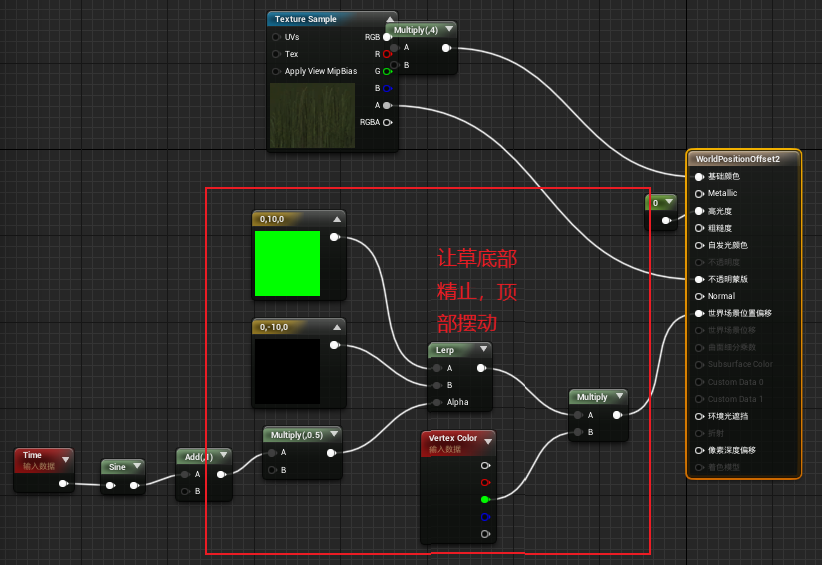 Texture Sample
UVs
RGB
Tex
R
Apply View MipBias
G
B
A
RGBA
Multiply(,4)
A
B
WorldPositionOffset2
基础颜色
Metallic
高光度
粗糙度
自发光颜色
不透明度
不透明蒙版
Normal
世界场景位置偏移
世界场景位移
曲面细分乘数
Subsurface Color
Custom Data 0
Custom Data 1
环境光遮挡
折射
像素深度偏移
着色模型
0
0,10,0
0,-10,0
让草底部
精止，顶
部摆动
Lerp
A
B
Alpha
Multiply
A
B
Multiply(,0.5)
A
B
Vertex Color
输入数据
Time
输入数据
Sine
Add(,1)
A
B